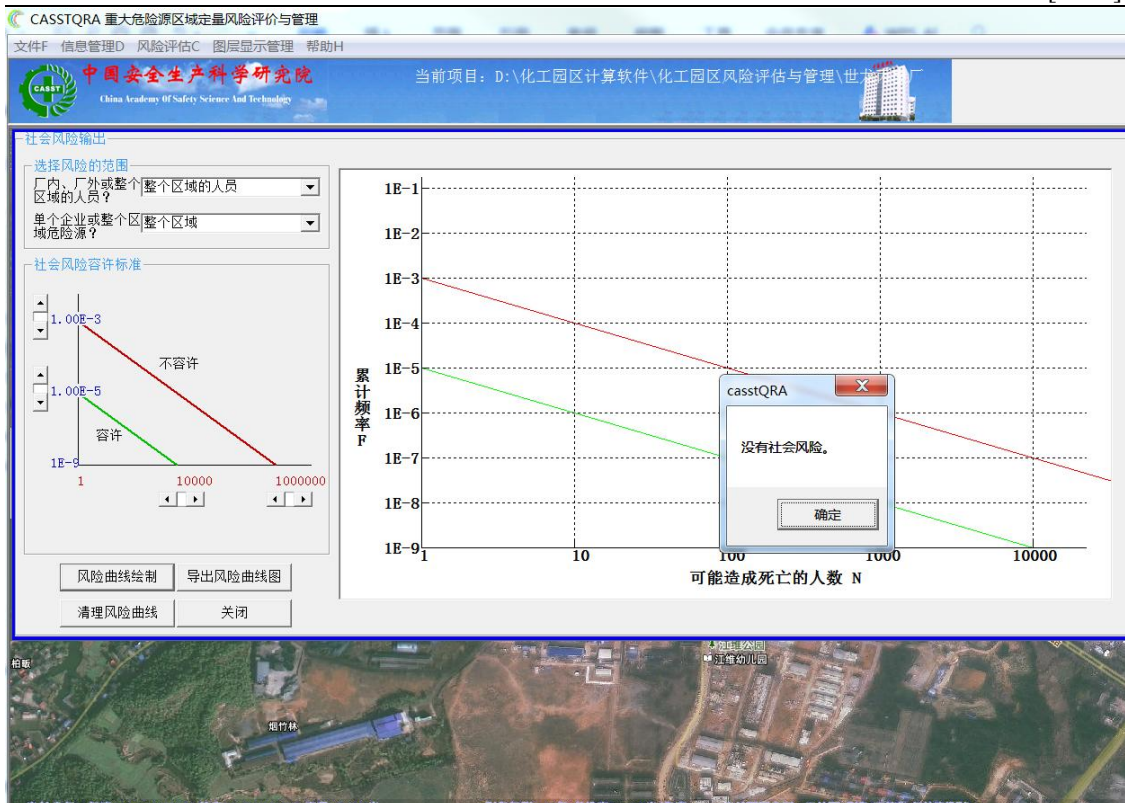 CASSTQRA 重大危险源区域定量风险评价与管理
文件F 信息管理D 风险评估C 图层显示管理 帮助H
CASST
中国安全生产科学研究院
China Academy Of Safety Science And Technology
当前项目：D:\化工园区计算软件\化工园区风险评估与管理\世
厂
社会风险输出
选择风险的范围
厂内、厂外或整个
区域的人员？
整个区域的人员
单个企业或整个区
域危险源？
整个区域
社会风险容许标准
1.00E-3
不容许
1.00E-5
容许
1E-9
1
10000
1000000
风险曲线绘制
导出风险曲线图
清理风险曲线
关闭
1E-1
1E-2
1E-3
1E-4
1E-5
1E-6
1E-7
1E-8
1E-9
累计频率F
1
10
100
1000
10000
可能造成死亡的人数 N
casstQRA
没有社会风险。
确定
柏畈
烟竹林
江维公园
江维幼儿园